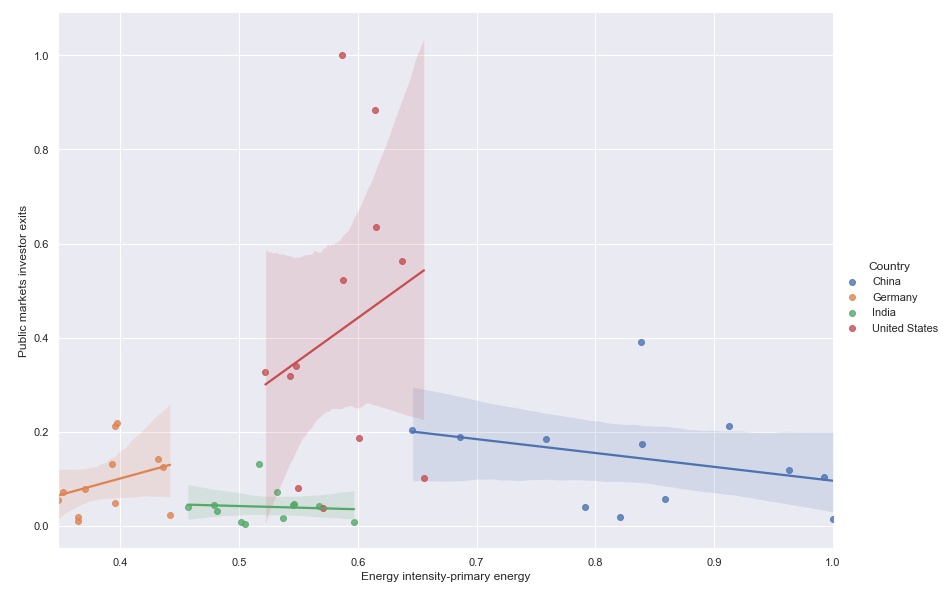 1.0
0.8
0.6
0.4
0.2
0.0
Public markets investor exits
0.4 0.5 0.6 0.7 0.8 0.9 1.0
Energy intensity-primary energy
Country
China
Germany
India
United States